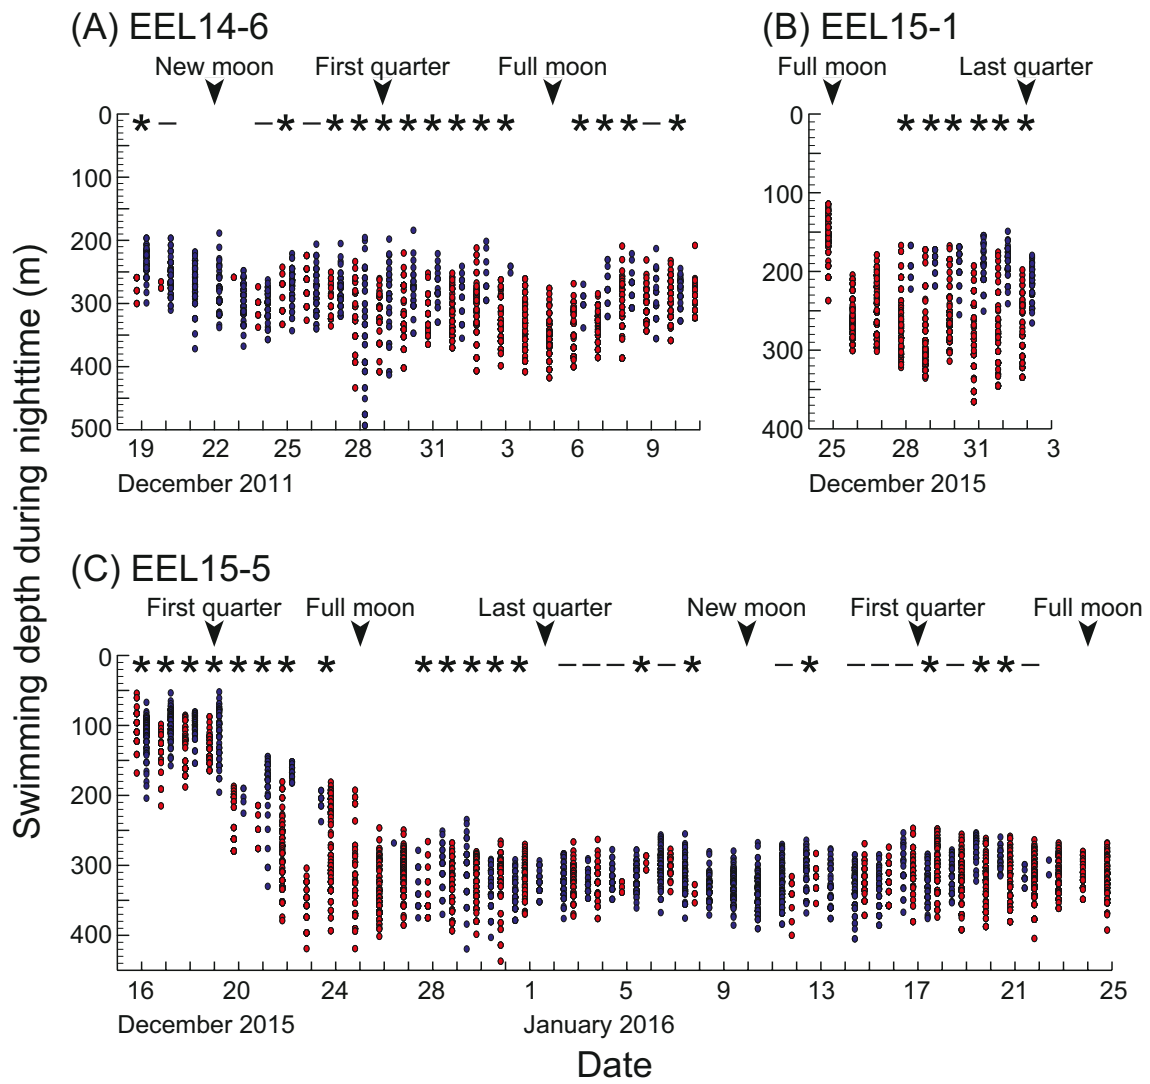 (A) EEL14-6
New moon First quarter Full moon
* – – * – * * * * * * * * * * * – *
0
100
200
300
400
500
19 22 25 28 31 3 6 9
December 2011
(B) EEL15-1
Full moon Last quarter
* * * * * *
0
100
200
300
400
25 28 31 3
December 2015
(C) EEL15-5
First quarter Full moon Last quarter New moon First quarter Full moon
* * * * * * * * * * * * * – – – * – * – * – – – * – * * –
0
100
200
300
400
16 20 24 28 1 5 9 13 17 21 25
December 2015 January 2016
Date
Swimming depth during nighttime (m)